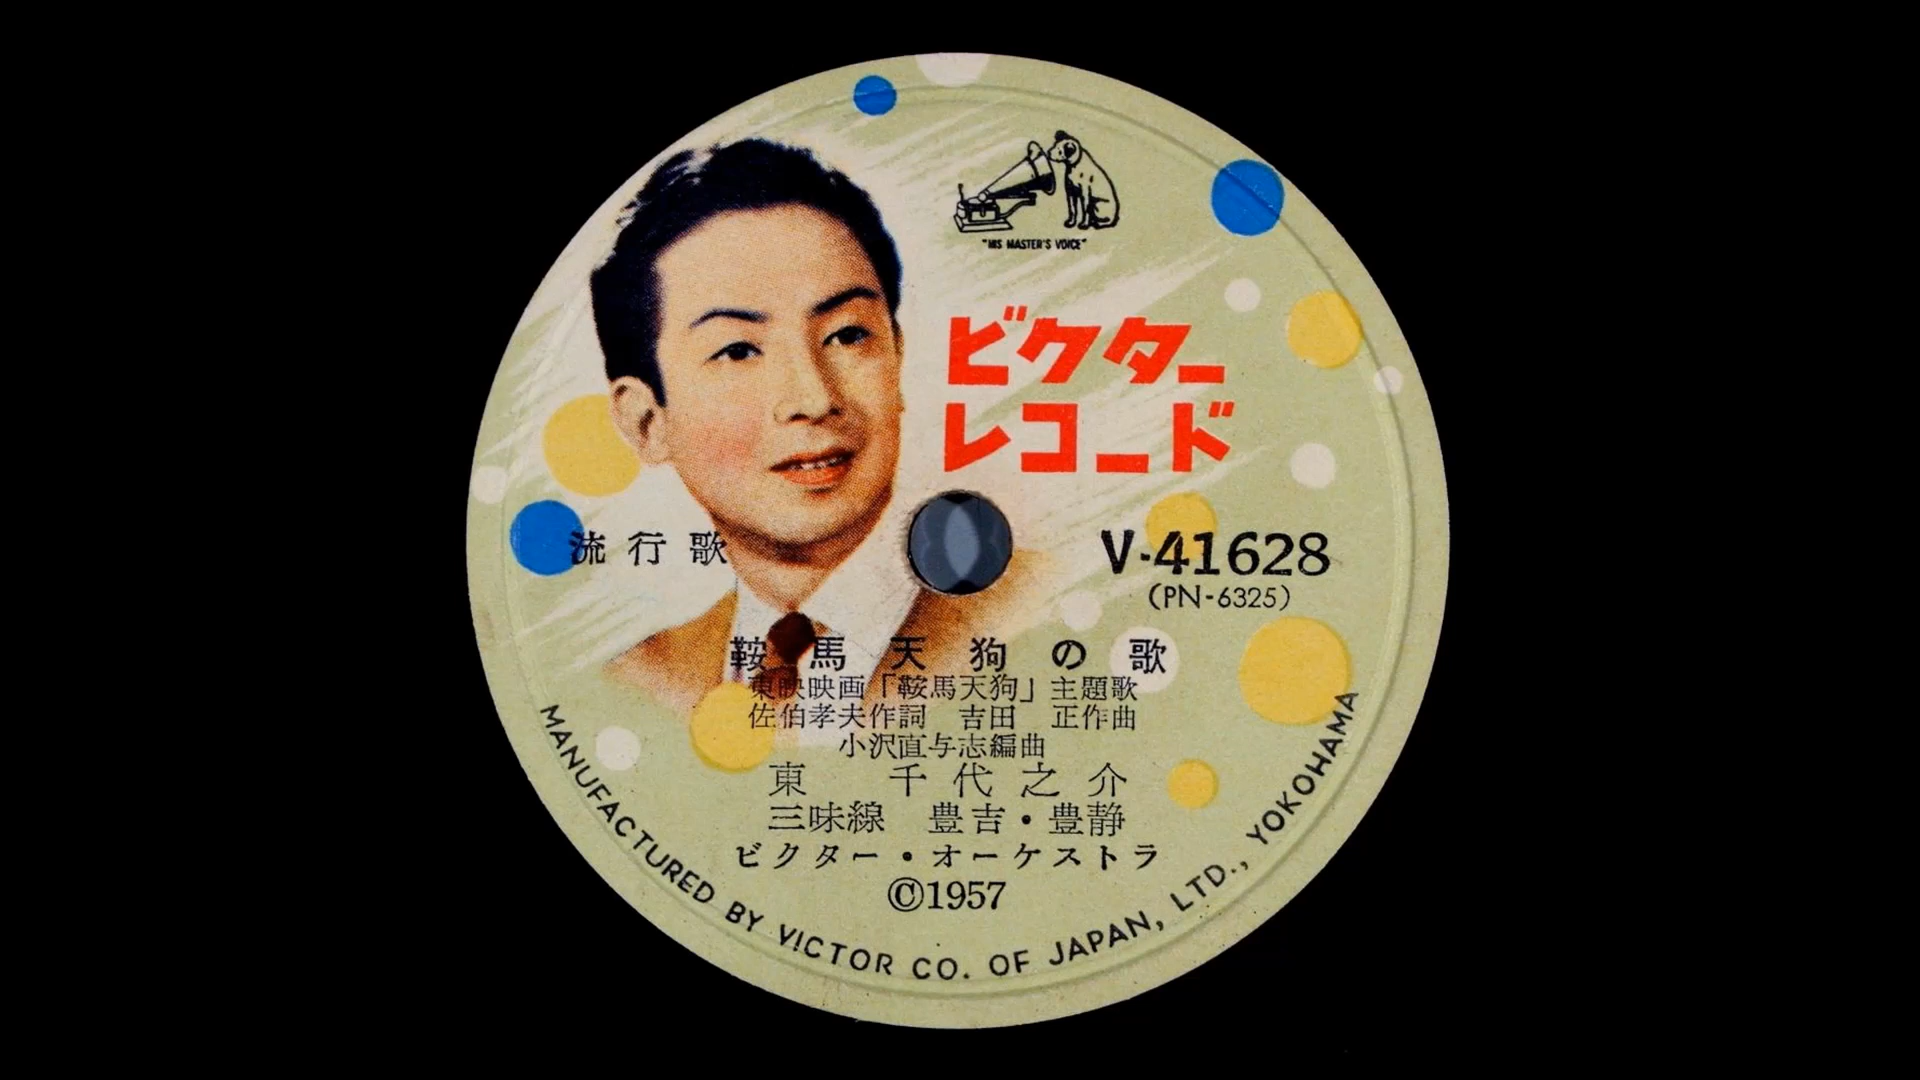 "HIS MASTER'S VOICE"
ビクター
レコード
流行歌
V-41628
(PN-6325)
鞍馬天狗の歌
東映映画「鞍馬天狗」主題歌
佐伯孝夫作詞 吉田 正作曲
小沢直与志編曲
東 千代之介
三味線 豊吉・豊静
ビクター・オーケストラ
©1957
MANUFACTURED BY VICTOR CO. OF JAPAN, LTD., YOKOHAMA